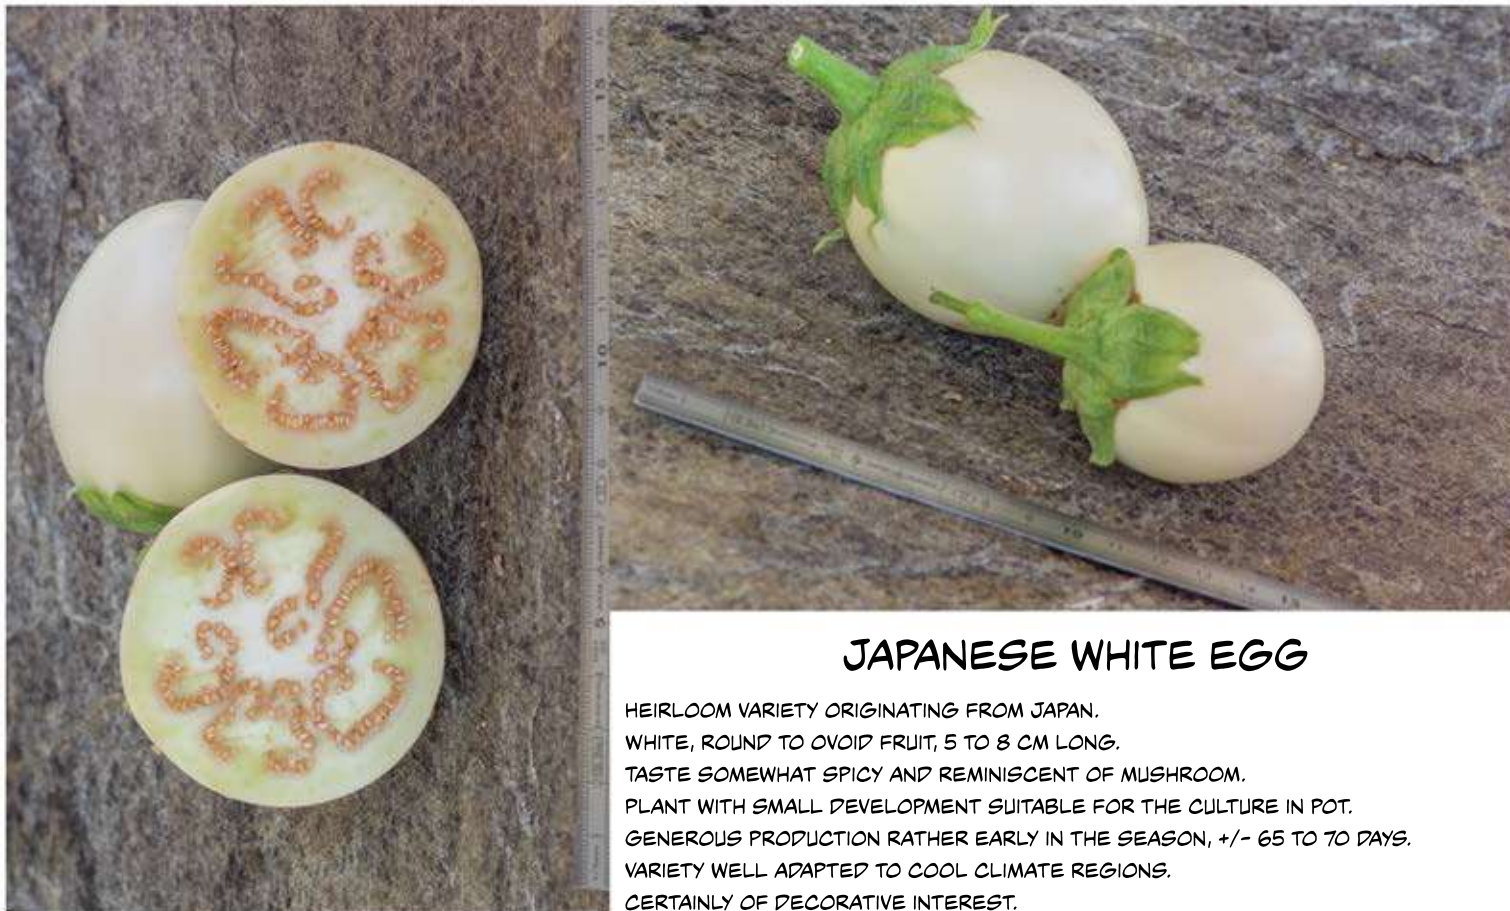 JAPANESE WHITE EGG
HEIRLOOM VARIETY ORIGINATING FROM JAPAN.
WHITE, ROUND TO OVOID FRUIT, 5 TO 8 CM LONG.
TASTE SOMEWHAT SPICY AND REMINISCENT OF MUSHROOM.
PLANT WITH SMALL DEVELOPMENT SUITABLE FOR THE CULTURE IN POT.
GENEROUS PRODUCTION RATHER EARLY IN THE SEASON, +/- 65 TO 70 DAYS.
VARIETY WELL ADAPTED TO COOL CLIMATE REGIONS.
CERTAINLY OF DECORATIVE INTEREST.